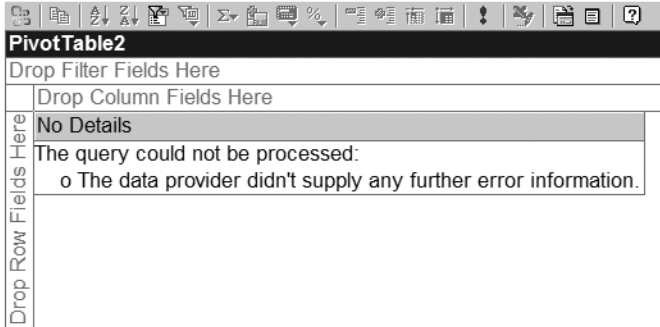 PivotTable2
Drop Filter Fields Here
Drop Column Fields Here
Drop Row Fields Here
No Details
The query could not be processed:
o The data provider didn't supply any further error information.